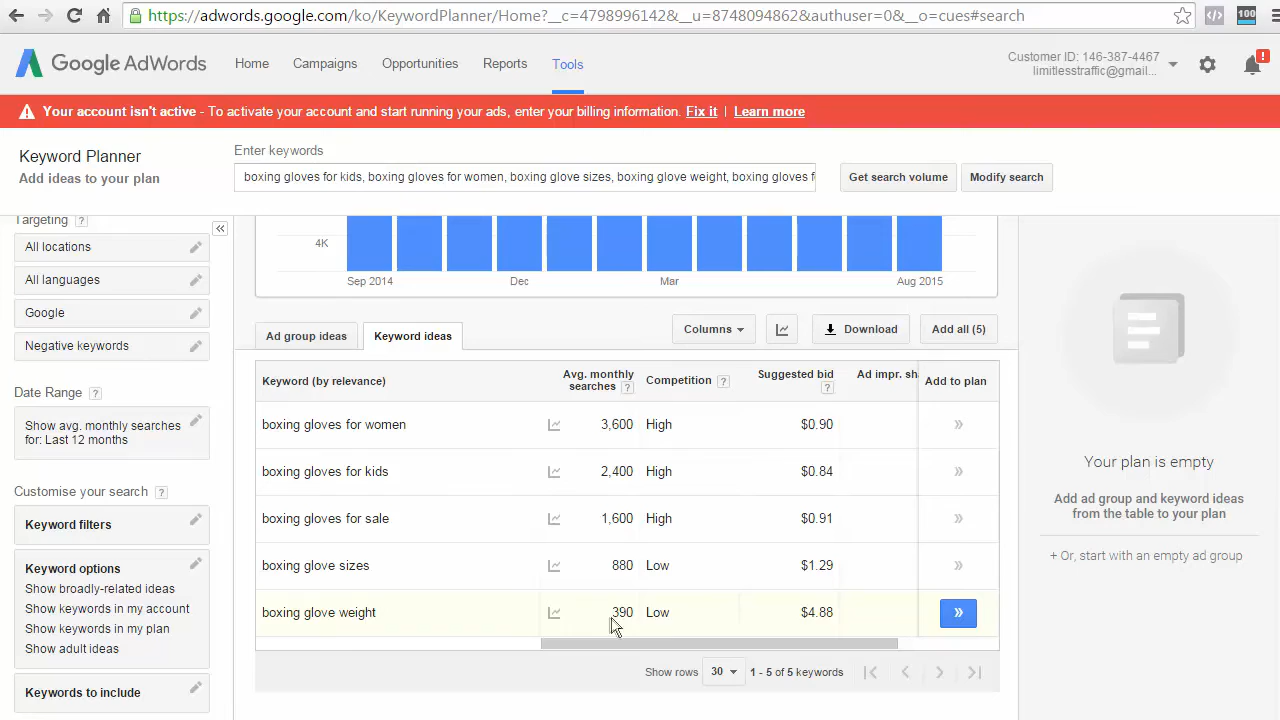 https://adwords.google.com/ko/KeywordPlanner/Home?__c=4798996142&__u=8748094862&authuser=0&__o=cues#search
100
Google AdWords
Home
Campaigns
Opportunities
Reports
Tools
Customer ID: 146-387-4467
limitlesstraffic@gmail...
!
Your account isn't active - To activate your account and start running your ads, enter your billing information. Fix it | Learn more
Keyword Planner
Add ideas to your plan
Enter keywords
boxing gloves for kids, boxing gloves for women, boxing glove sizes, boxing glove weight, boxing gloves f
Get search volume
Modify search
Targeting ?
All locations
All languages
Google
Negative keywords
Date Range ?
Show avg. monthly searches
for: Last 12 months
Customise your search ?
Keyword filters
Keyword options
Show broadly-related ideas
Show keywords in my account
Show keywords in my plan
Show adult ideas
Keywords to include
«
4K
Sep 2014
Dec
Mar
Aug 2015
Ad group ideas
Keyword ideas
Columns
Download
Add all (5)
Keyword (by relevance)
Avg. monthly
searches ?
Competition ?
Suggested bid
?
Ad impr. sh
Add to plan
boxing gloves for women 3,600 High $0.90 »
boxing gloves for kids 2,400 High $0.84 »
boxing gloves for sale 1,600 High $0.91 »
boxing glove sizes 880 Low $1.29 »
boxing glove weight 390 Low $4.88 »
Show rows 30 1 - 5 of 5 keywords
Your plan is empty
Add ad group and keyword ideas
from the table to your plan
+ Or, start with an empty ad group